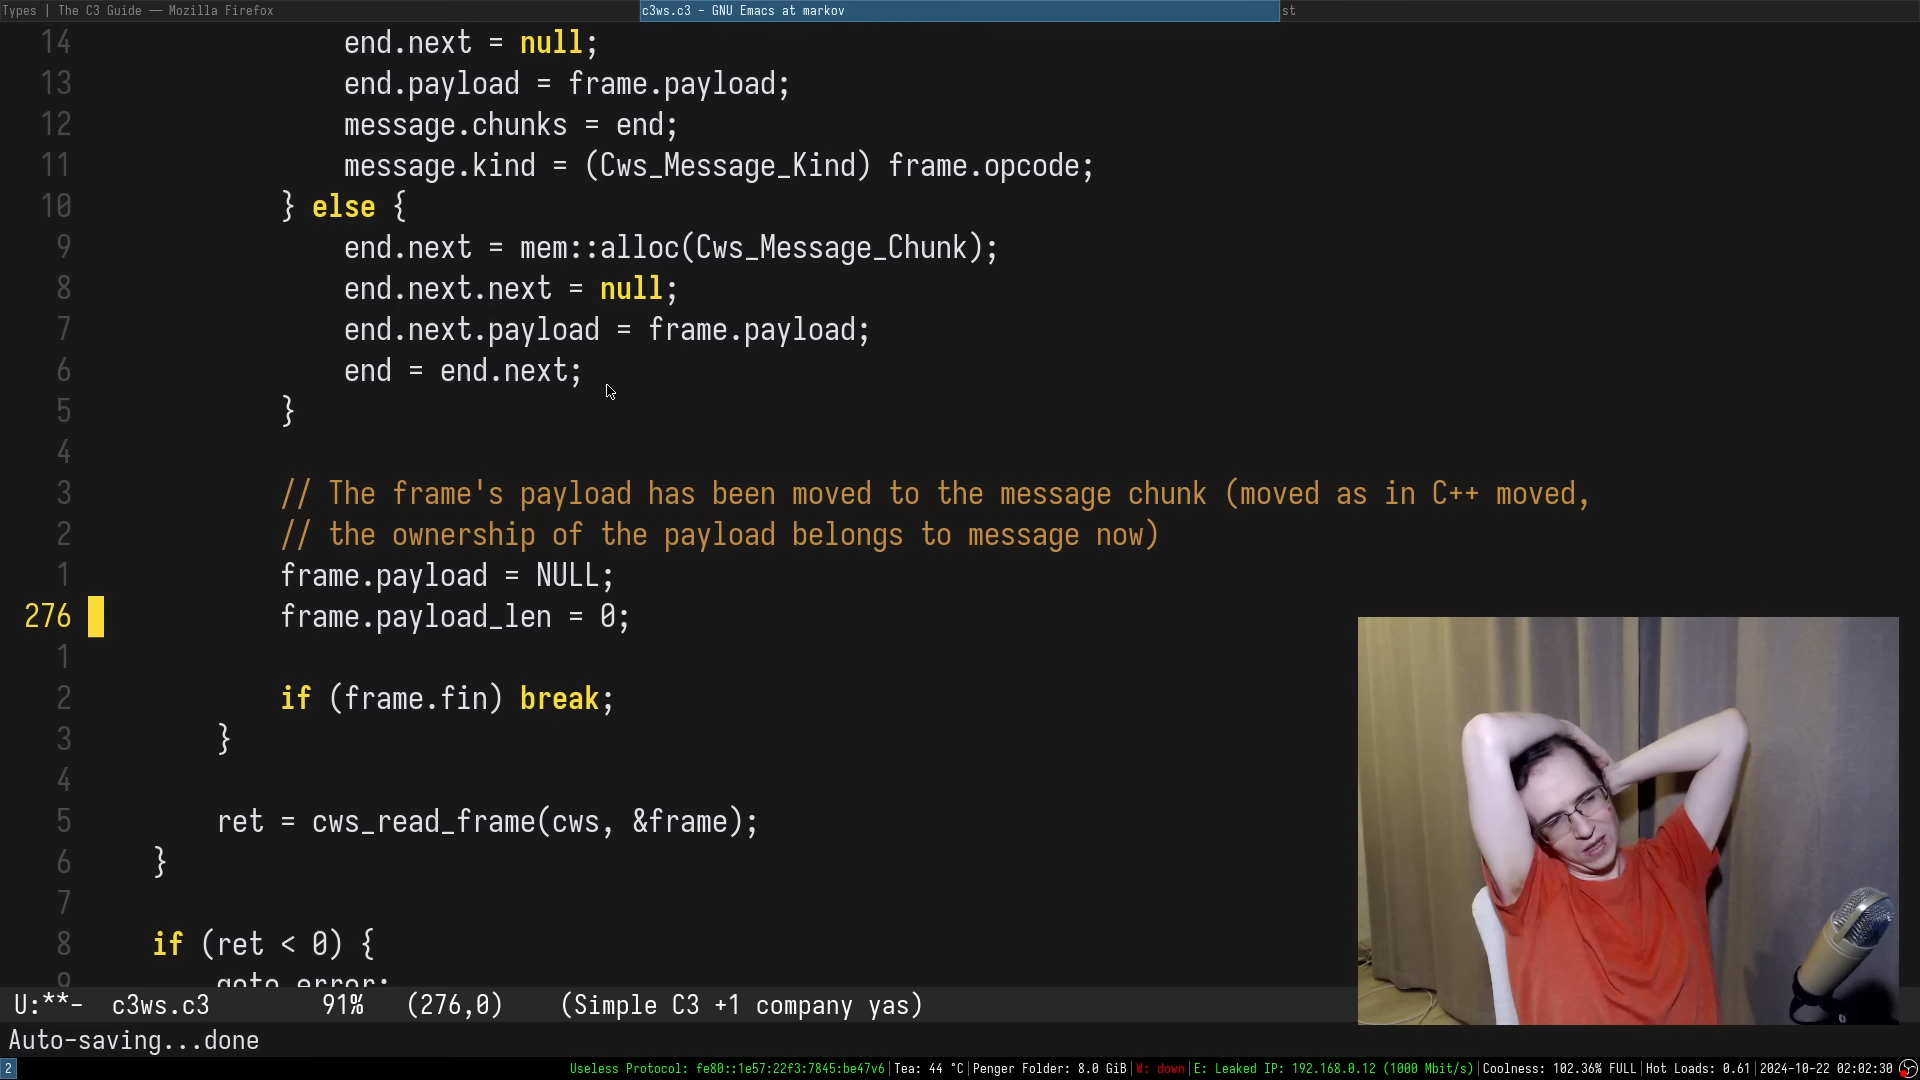 Types | The C3 Guide — Mozilla Firefox
c3ws.c3 - GNU Emacs at markov
st
14 end.next = null;
13 end.payload = frame.payload;
12 message.chunks = end;
11 message.kind = (Cws_Message_Kind) frame.opcode;
10 } else {
9 end.next = mem::alloc(Cws_Message_Chunk);
8 end.next.next = null;
7 end.next.payload = frame.payload;
6 end = end.next;
5 }
4
3 // The frame's payload has been moved to the message chunk (moved as in C++ moved,
2 // the ownership of the payload belongs to message now)
1 frame.payload = NULL;
276 frame.payload_len = 0;
1
2 if (frame.fin) break;
3 }
4
5 ret = cws_read_frame(cws, &frame);
6 }
7
8 if (ret < 0) {
9 goto error;
U:**- c3ws.c3 91% (276,0) (Simple C3 +1 company yas)
Auto-saving...done
2 Useless Protocol: fe80::1e57:22f3:7845:be47v6|Tea: 44 °C|Penger Folder: 8.0 GiB|W: down|E: Leaked IP: 192.168.0.12 (1000 Mbit/s)|Coolness: 102.36% FULL|Hot Loads: 0.61|2024-10-22 02:02:30